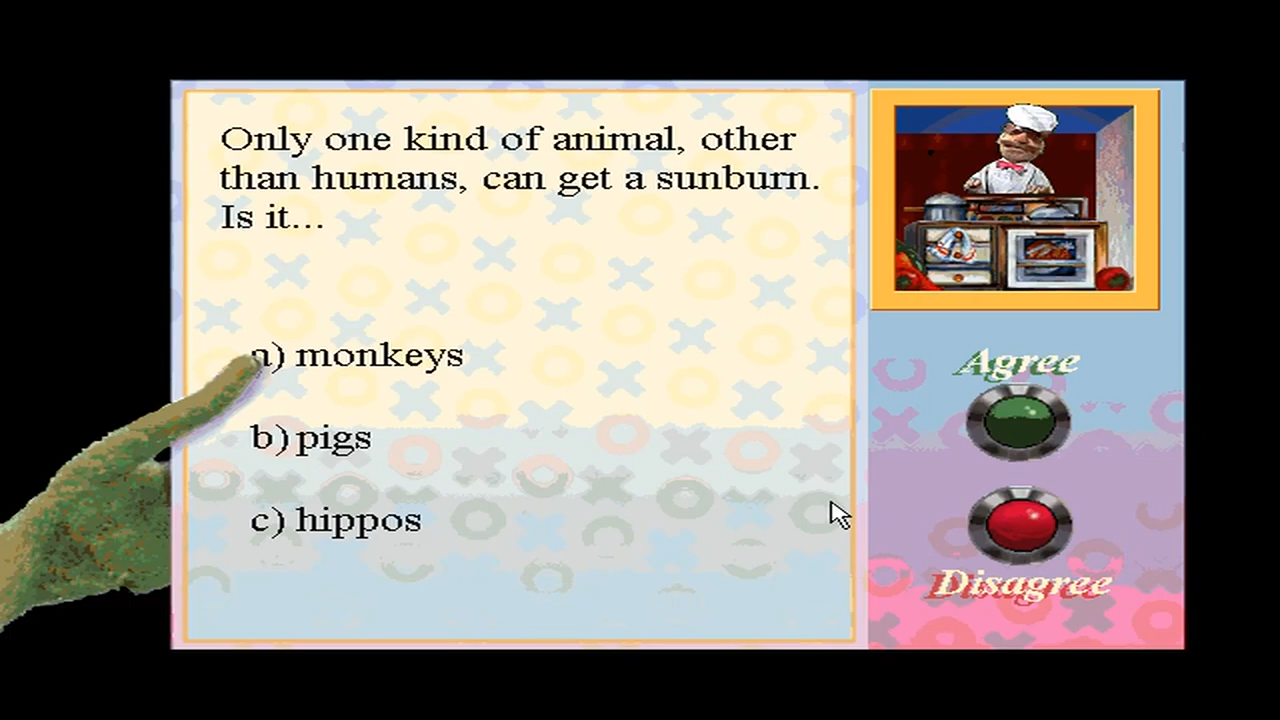 Only one kind of animal, other
than humans, can get a sunburn.
Is it...
a) monkeys
b) pigs
c) hippos
Agree
Disagree